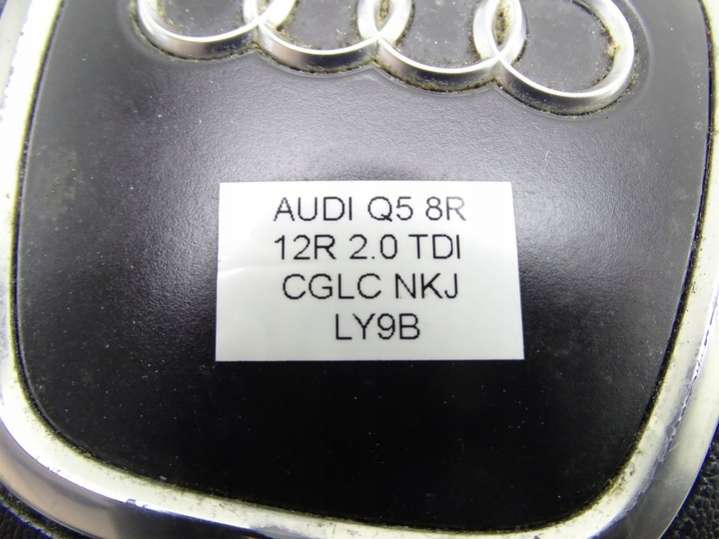 AUDI Q5 8R
12R 2.0 TDI
CGLC NKJ
LY9B